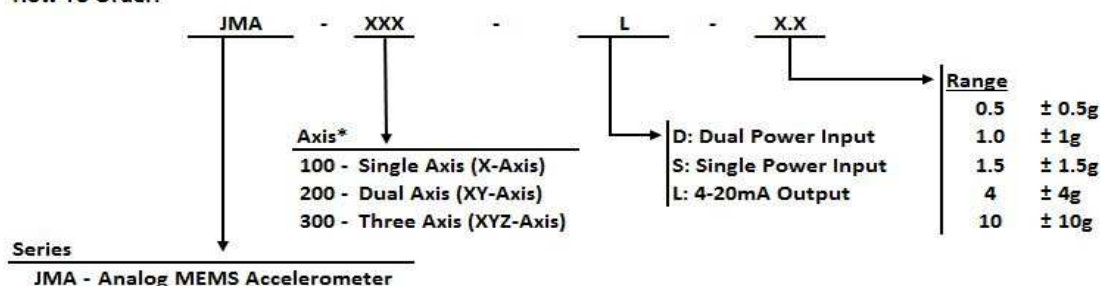 JMA - XXX - L - X.X
Range
0.5 ± 0.5g
1.0 ± 1g
1.5 ± 1.5g
4 ± 4g
10 ± 10g
D: Dual Power Input
S: Single Power Input
L: 4-20mA Output
Axis*
100 - Single Axis (X-Axis)
200 - Dual Axis (XY-Axis)
300 - Three Axis (XYZ-Axis)
Series
JMA - Analog MEMS Accelerometer